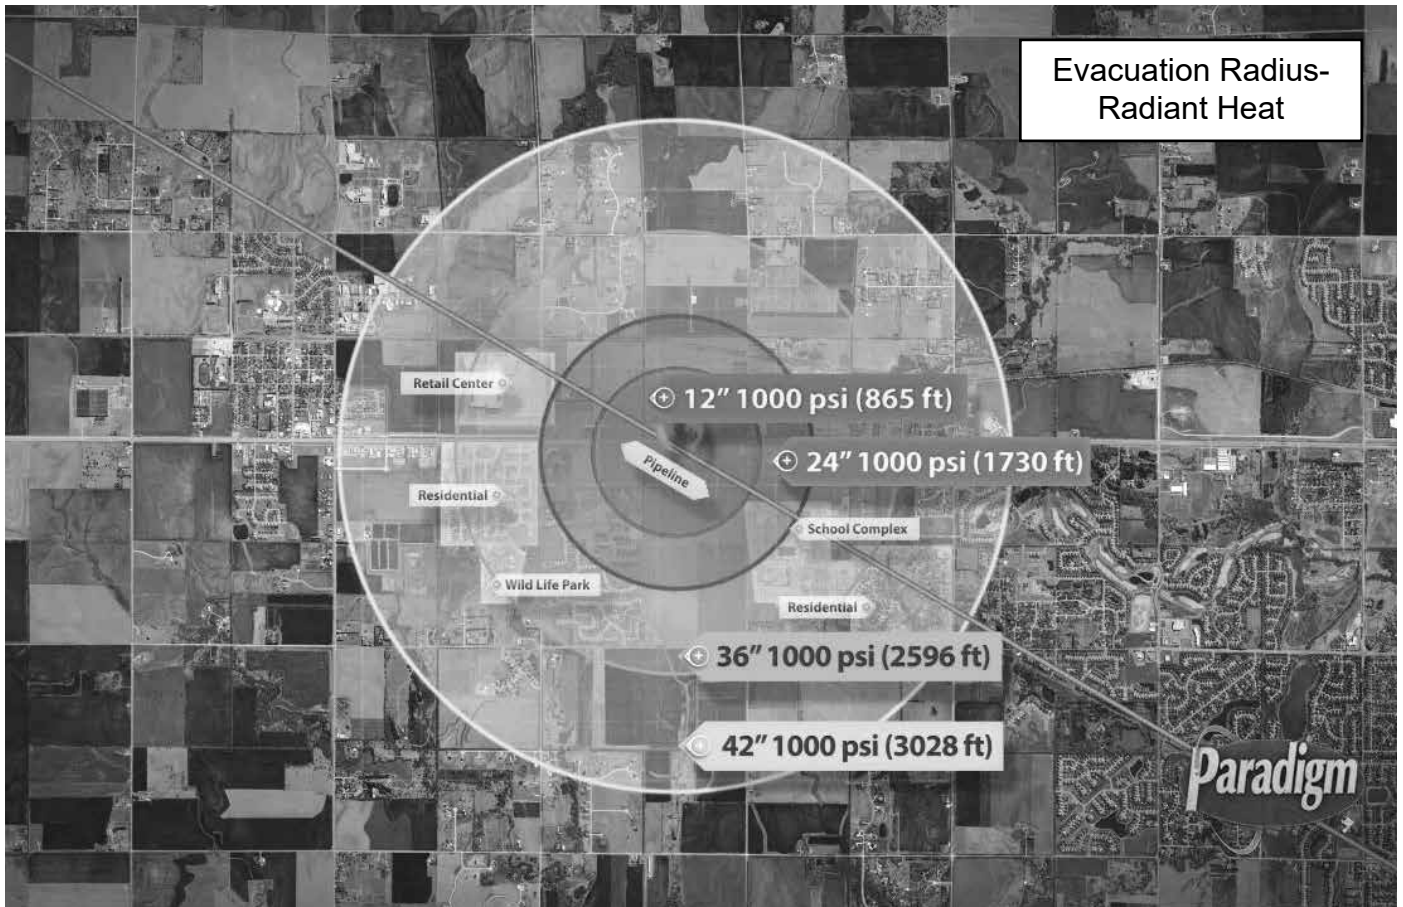 Evacuation Radius-
Radiant Heat
Retail Center
12” 1000 psi (865 ft)
24” 1000 psi (1730 ft)
Pipeline
Residential
School Complex
Wild Life Park
Residential
36” 1000 psi (2596 ft)
42” 1000 psi (3028 ft)
Paradigm